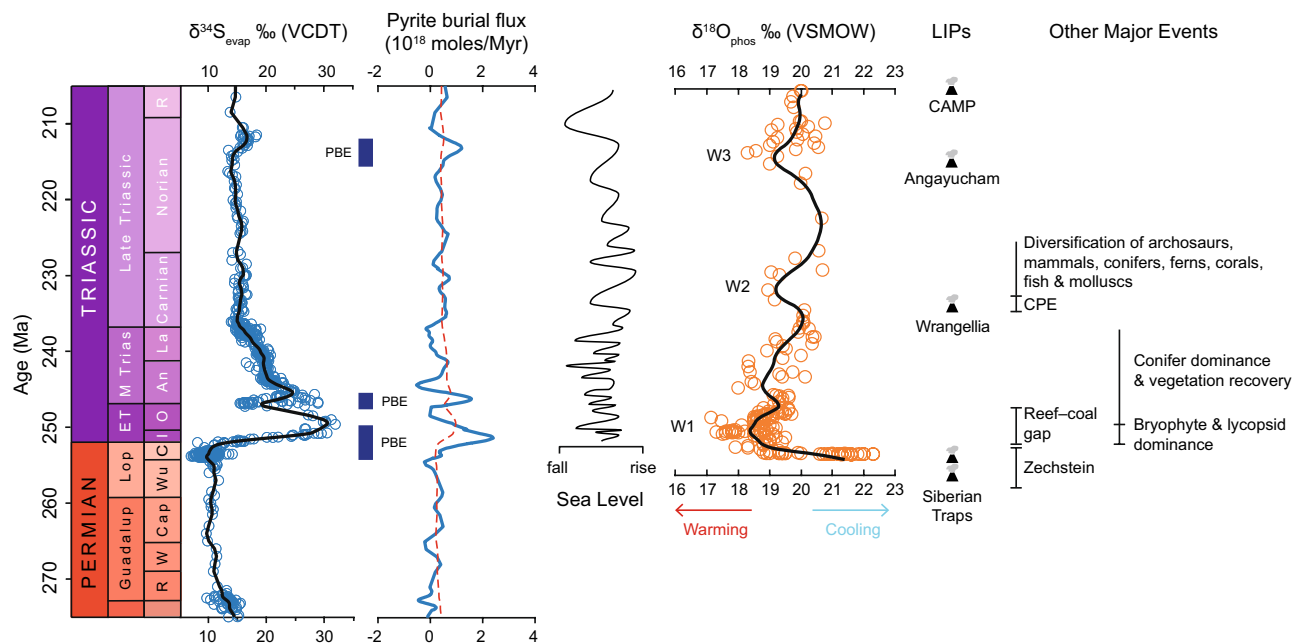 δ³⁴Sevap ‰ (VCDT)
Pyrite burial flux
(10¹⁸ moles/Myr)
δ¹⁸Ophos ‰ (VSMOW)
LIPs
Other Major Events
10 20 30
-2 0 2 4
16 17 18 19 20 21 22 23
Age (Ma)
210
220
230
240
250
260
270
TRIASSIC
PERMIAN
Late Triassic
M Trias
ET
Lop
Guadalup
R
Norian
Carnian
La
An
O
I
C
Wu
Cap
W
R
PBE
PBE
PBE
fall rise
Sea Level
W3
W2
W1
CAMP
Angayucham
Wrangellia
Siberian
Traps
Diversification of archosaurs,
mammals, conifers, ferns, corals,
fish & molluscs
CPE
Conifer dominance
& vegetation recovery
Reef–coal
gap
Bryophyte & lycopsid
dominance
Zechstein
10 20 30
-2 0 2 4
16 17 18 19 20 21 22 23
Warming
Cooling